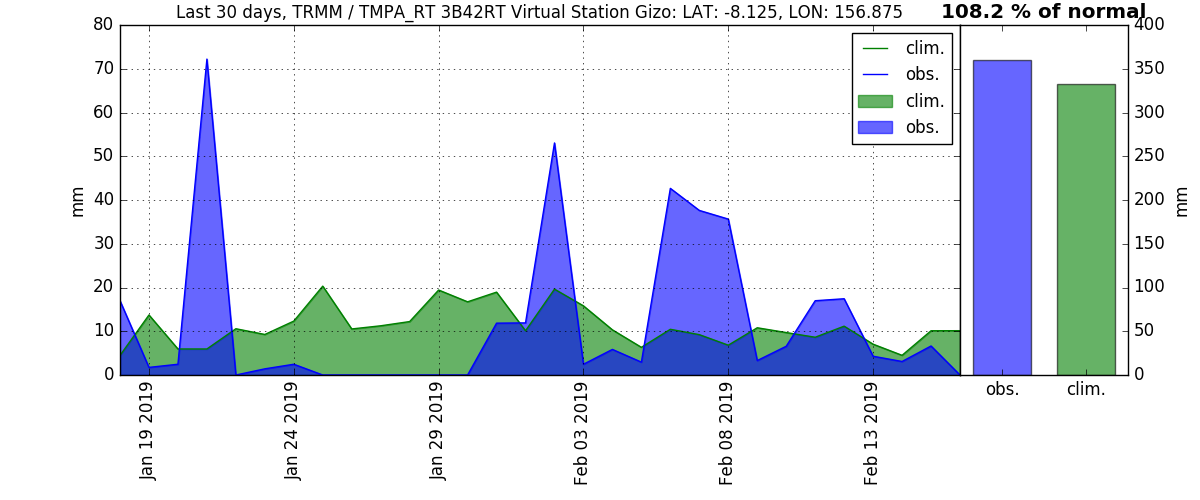 Last 30 days, TRMM / TMPA_RT 3B42RT Virtual Station Gizo: LAT: -8.125, LON: 156.875
108.2 % of normal
80
70
60
50
40
30
20
10
0
mm
clim.
obs.
clim.
obs.
Jan 19 2019
Jan 24 2019
Jan 29 2019
Feb 03 2019
Feb 08 2019
Feb 13 2019
400
350
300
250
200
150
100
50
0
mm
obs.
clim.